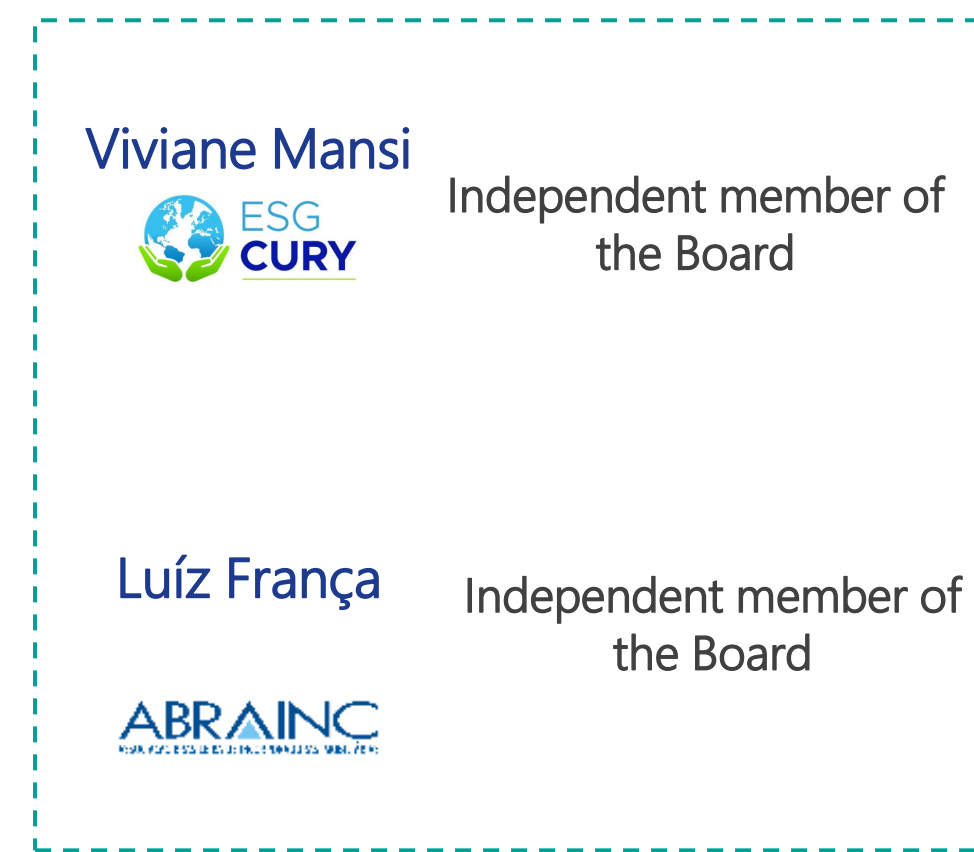 Viviane Mansi
ESG
CURY
Independent member of
the Board
Luíz França
Independent member of
the Board
ABRAINC